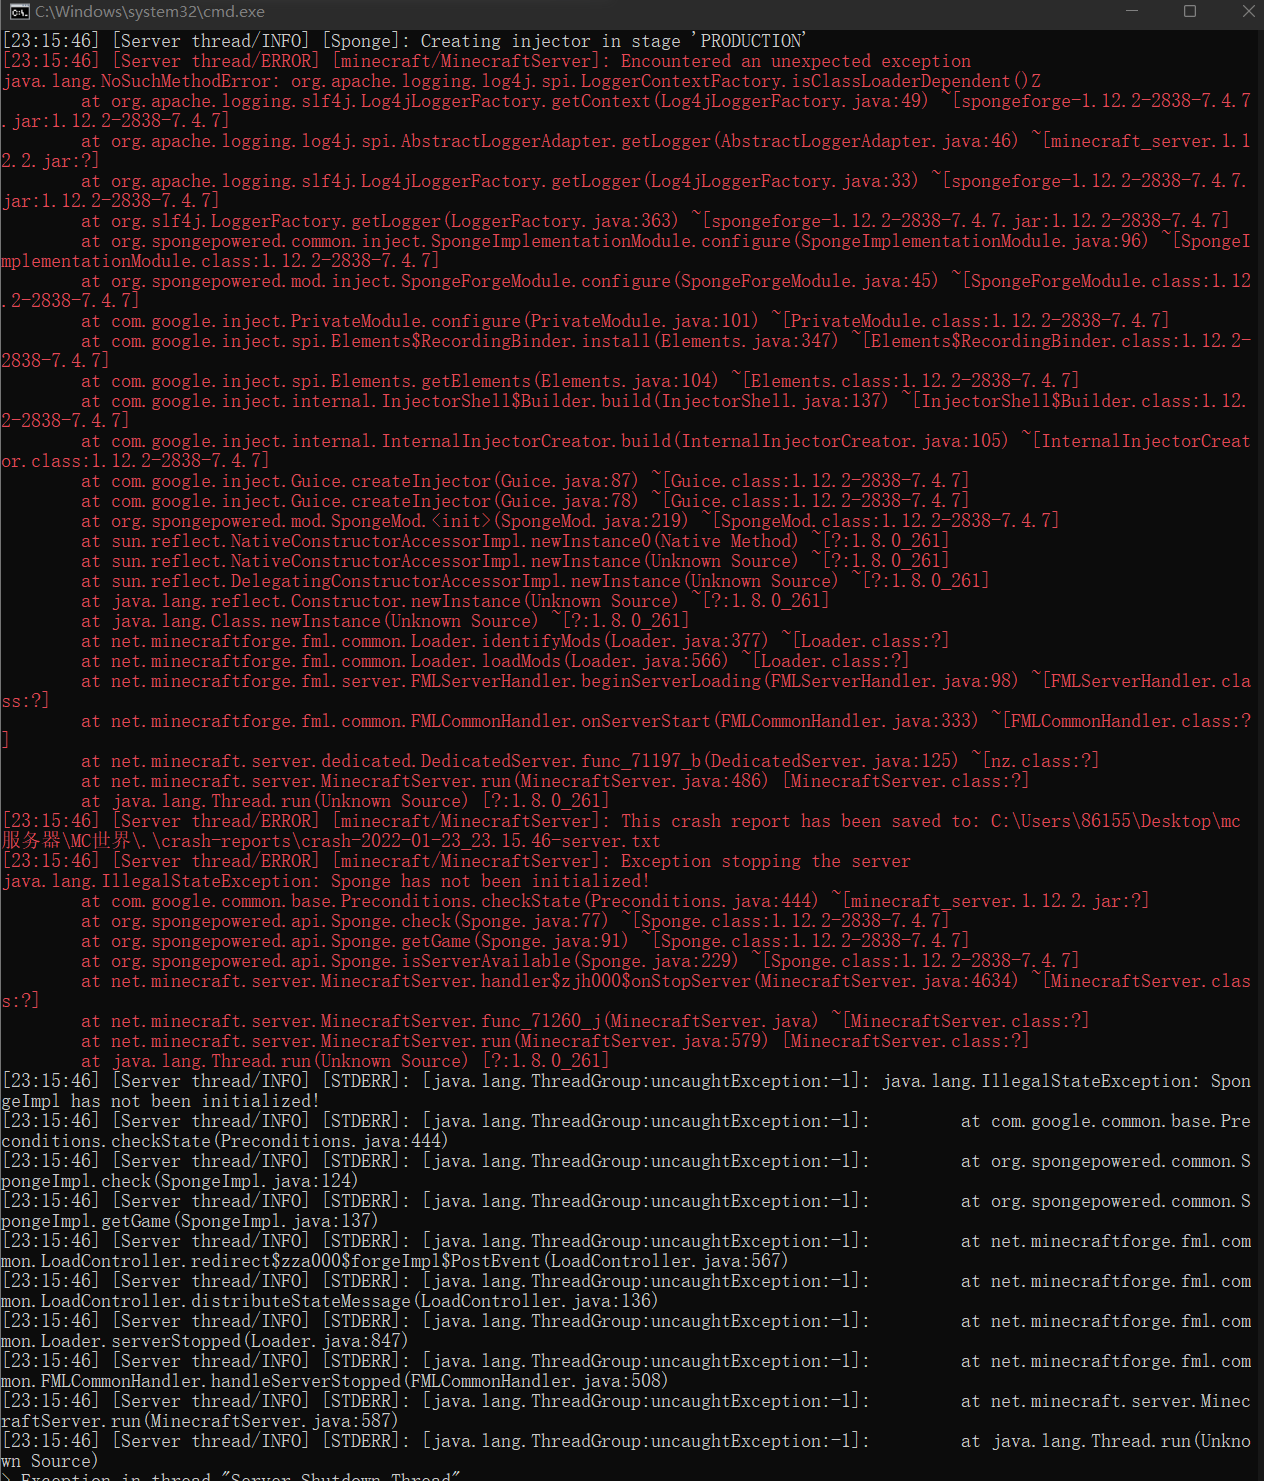 C:\Windows\system32\cmd.exe
[23:15:46] [Server thread/INFO] [Sponge]: Creating injector in stage 'PRODUCTION'
[23:15:46] [Server thread/ERROR] [minecraft/MinecraftServer]: Encountered an unexpected exception
java.lang.NoSuchMethodError: org.apache.logging.log4j.spi.LoggerContextFactory.isClassLoaderDependent()Z
at org.apache.logging.slf4j.Log4jLoggerFactory.getContext(Log4jLoggerFactory.java:49) ~[spongeforge-1.12.2-2838-7.4.7
.jar:1.12.2-2838-7.4.7]
at org.apache.logging.log4j.spi.AbstractLoggerAdapter.getLogger(AbstractLoggerAdapter.java:46) ~[minecraft_server.1.1
2.2.jar:?]
at org.apache.logging.slf4j.Log4jLoggerFactory.getLogger(Log4jLoggerFactory.java:33) ~[spongeforge-1.12.2-2838-7.4.7.
jar:1.12.2-2838-7.4.7]
at org.slf4j.LoggerFactory.getLogger(LoggerFactory.java:363) ~[spongeforge-1.12.2-2838-7.4.7.jar:1.12.2-2838-7.4.7]
at org.spongepowered.common.inject.SpongeImplementationModule.configure(SpongeImplementationModule.java:96) ~[SpongeI
mplementationModule.class:1.12.2-2838-7.4.7]
at org.spongepowered.mod.inject.SpongeForgeModule.configure(SpongeForgeModule.java:45) ~[SpongeForgeModule.class:1.12
.2-2838-7.4.7]
at com.google.inject.PrivateModule.configure(PrivateModule.java:101) ~[PrivateModule.class:1.12.2-2838-7.4.7]
at com.google.inject.spi.Elements$RecordingBinder.install(Elements.java:347) ~[Elements$RecordingBinder.class:1.12.2-
2838-7.4.7]
at com.google.inject.spi.Elements.getElements(Elements.java:104) ~[Elements.class:1.12.2-2838-7.4.7]
at com.google.inject.internal.InjectorShell$Builder.build(InjectorShell.java:137) ~[InjectorShell$Builder.class:1.12.
2-2838-7.4.7]
at com.google.inject.internal.InternalInjectorCreator.build(InternalInjectorCreator.java:105) ~[InternalInjectorCreat
or.class:1.12.2-2838-7.4.7]
at com.google.inject.Guice.createInjector(Guice.java:87) ~[Guice.class:1.12.2-2838-7.4.7]
at com.google.inject.Guice.createInjector(Guice.java:78) ~[Guice.class:1.12.2-2838-7.4.7]
at org.spongepowered.mod.SpongeMod.<init>(SpongeMod.java:219) ~[SpongeMod.class:1.12.2-2838-7.4.7]
at sun.reflect.NativeConstructorAccessorImpl.newInstance0(Native Method) ~[?:1.8.0_261]
at sun.reflect.NativeConstructorAccessorImpl.newInstance(Unknown Source) ~[?:1.8.0_261]
at sun.reflect.DelegatingConstructorAccessorImpl.newInstance(Unknown Source) ~[?:1.8.0_261]
at java.lang.reflect.Constructor.newInstance(Unknown Source) ~[?:1.8.0_261]
at java.lang.Class.newInstance(Unknown Source) ~[?:1.8.0_261]
at net.minecraftforge.fml.common.Loader.identifyMods(Loader.java:377) ~[Loader.class:?]
at net.minecraftforge.fml.common.Loader.loadMods(Loader.java:566) ~[Loader.class:?]
at net.minecraftforge.fml.server.FMLServerHandler.beginServerLoading(FMLServerHandler.java:98) ~[FMLServerHandler.cla
ss:?]
at net.minecraftforge.fml.common.FMLCommonHandler.onServerStart(FMLCommonHandler.java:333) ~[FMLCommonHandler.class:?
]
at net.minecraft.server.dedicated.DedicatedServer.func_71197_b(DedicatedServer.java:125) ~[nz.class:?]
at net.minecraft.server.MinecraftServer.run(MinecraftServer.java:486) [MinecraftServer.class:?]
at java.lang.Thread.run(Unknown Source) [?:1.8.0_261]
[23:15:46] [Server thread/ERROR] [minecraft/MinecraftServer]: This crash report has been saved to: C:\Users\86155\Desktop\mc
服务器\MC世界\.\crash-reports\crash-2022-01-23_23.15.46-server.txt
[23:15:46] [Server thread/ERROR] [minecraft/MinecraftServer]: Exception stopping the server
java.lang.IllegalStateException: Sponge has not been initialized!
at com.google.common.base.Preconditions.checkState(Preconditions.java:444) ~[minecraft_server.1.12.2.jar:?]
at org.spongepowered.api.Sponge.check(Sponge.java:77) ~[Sponge.class:1.12.2-2838-7.4.7]
at org.spongepowered.api.Sponge.getGame(Sponge.java:91) ~[Sponge.class:1.12.2-2838-7.4.7]
at org.spongepowered.api.Sponge.isServerAvailable(Sponge.java:229) ~[Sponge.class:1.12.2-2838-7.4.7]
at net.minecraft.server.MinecraftServer.handler$zjh000$onStopServer(MinecraftServer.java:4634) ~[MinecraftServer.clas
s:?]
at net.minecraft.server.MinecraftServer.func_71260_j(MinecraftServer.java) ~[MinecraftServer.class:?]
at net.minecraft.server.MinecraftServer.run(MinecraftServer.java:579) [MinecraftServer.class:?]
at java.lang.Thread.run(Unknown Source) [?:1.8.0_261]
[23:15:46] [Server thread/INFO] [STDERR]: [java.lang.ThreadGroup:uncaughtException:-1]: java.lang.IllegalStateException: Spon
geImpl has not been initialized!
[23:15:46] [Server thread/INFO] [STDERR]: [java.lang.ThreadGroup:uncaughtException:-1]: at com.google.common.base.Pre
conditions.checkState(Preconditions.java:444)
[23:15:46] [Server thread/INFO] [STDERR]: [java.lang.ThreadGroup:uncaughtException:-1]: at org.spongepowered.common.S
pongeImpl.check(SpongeImpl.java:124)
[23:15:46] [Server thread/INFO] [STDERR]: [java.lang.ThreadGroup:uncaughtException:-1]: at org.spongepowered.common.S
pongeImpl.getGame(SpongeImpl.java:137)
[23:15:46] [Server thread/INFO] [STDERR]: [java.lang.ThreadGroup:uncaughtException:-1]: at net.minecraftforge.fml.com
mon.LoadController.redirect$zza000$forgeImpl$PostEvent(LoadController.java:567)
[23:15:46] [Server thread/INFO] [STDERR]: [java.lang.ThreadGroup:uncaughtException:-1]: at net.minecraftforge.fml.com
mon.LoadController.distributeStateMessage(LoadController.java:136)
[23:15:46] [Server thread/INFO] [STDERR]: [java.lang.ThreadGroup:uncaughtException:-1]: at net.minecraftforge.fml.com
mon.Loader.serverStopped(Loader.java:847)
[23:15:46] [Server thread/INFO] [STDERR]: [java.lang.ThreadGroup:uncaughtException:-1]: at net.minecraftforge.fml.com
mon.FMLCommonHandler.handleServerStopped(FMLCommonHandler.java:508)
[23:15:46] [Server thread/INFO] [STDERR]: [java.lang.ThreadGroup:uncaughtException:-1]: at net.minecraft.server.Minec
raftServer.run(MinecraftServer.java:587)
[23:15:46] [Server thread/INFO] [STDERR]: [java.lang.ThreadGroup:uncaughtException:-1]: at java.lang.Thread.run(Unkno
wn Source)
> Exception in thread "Server Shutdown Thread"